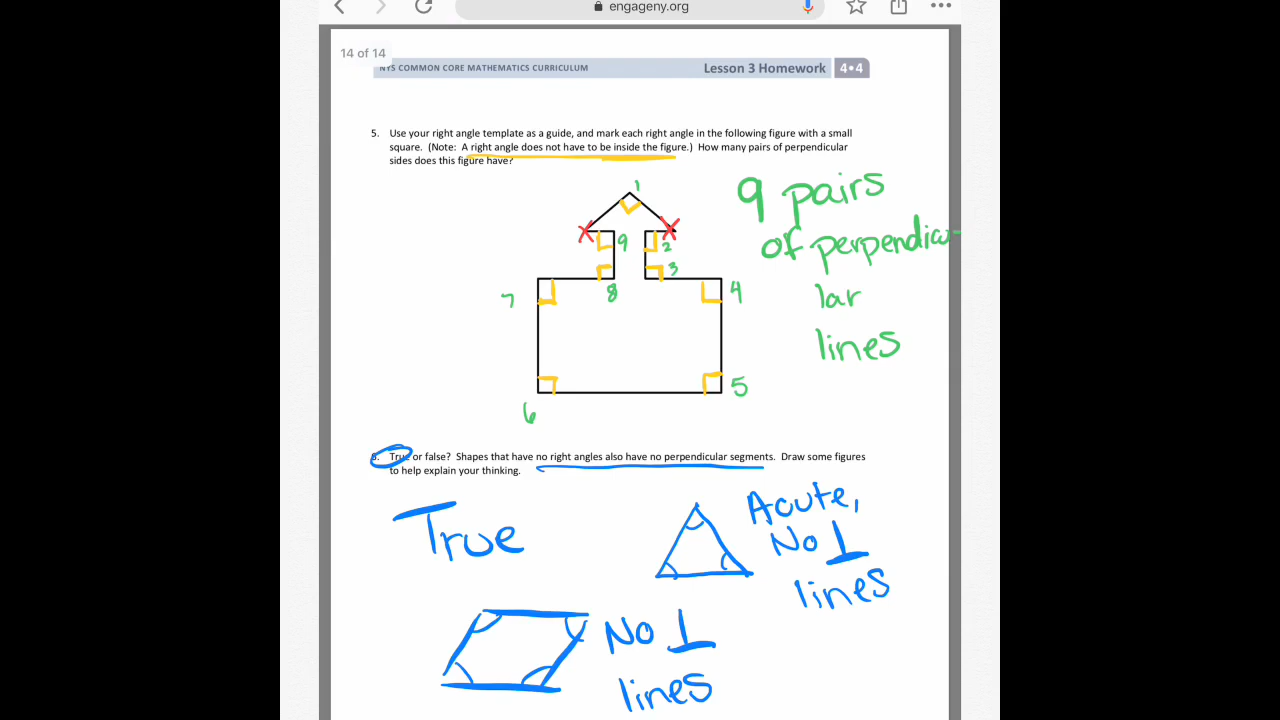 engageny.org
14 of 14
NYS COMMON CORE MATHEMATICS CURRICULUM Lesson 3 Homework 4•4
5. Use your right angle template as a guide, and mark each right angle in the following figure with a small
square. (Note: A right angle does not have to be inside the figure.) How many pairs of perpendicular
sides does this figure have?
1
9 2
3
8
7 4
5
6
9 pairs
of perpendicu-
lar
lines
6. True or false? Shapes that have no right angles also have no perpendicular segments. Draw some figures
to help explain your thinking.
True
Acute,
No ⊥
lines
No ⊥
lines